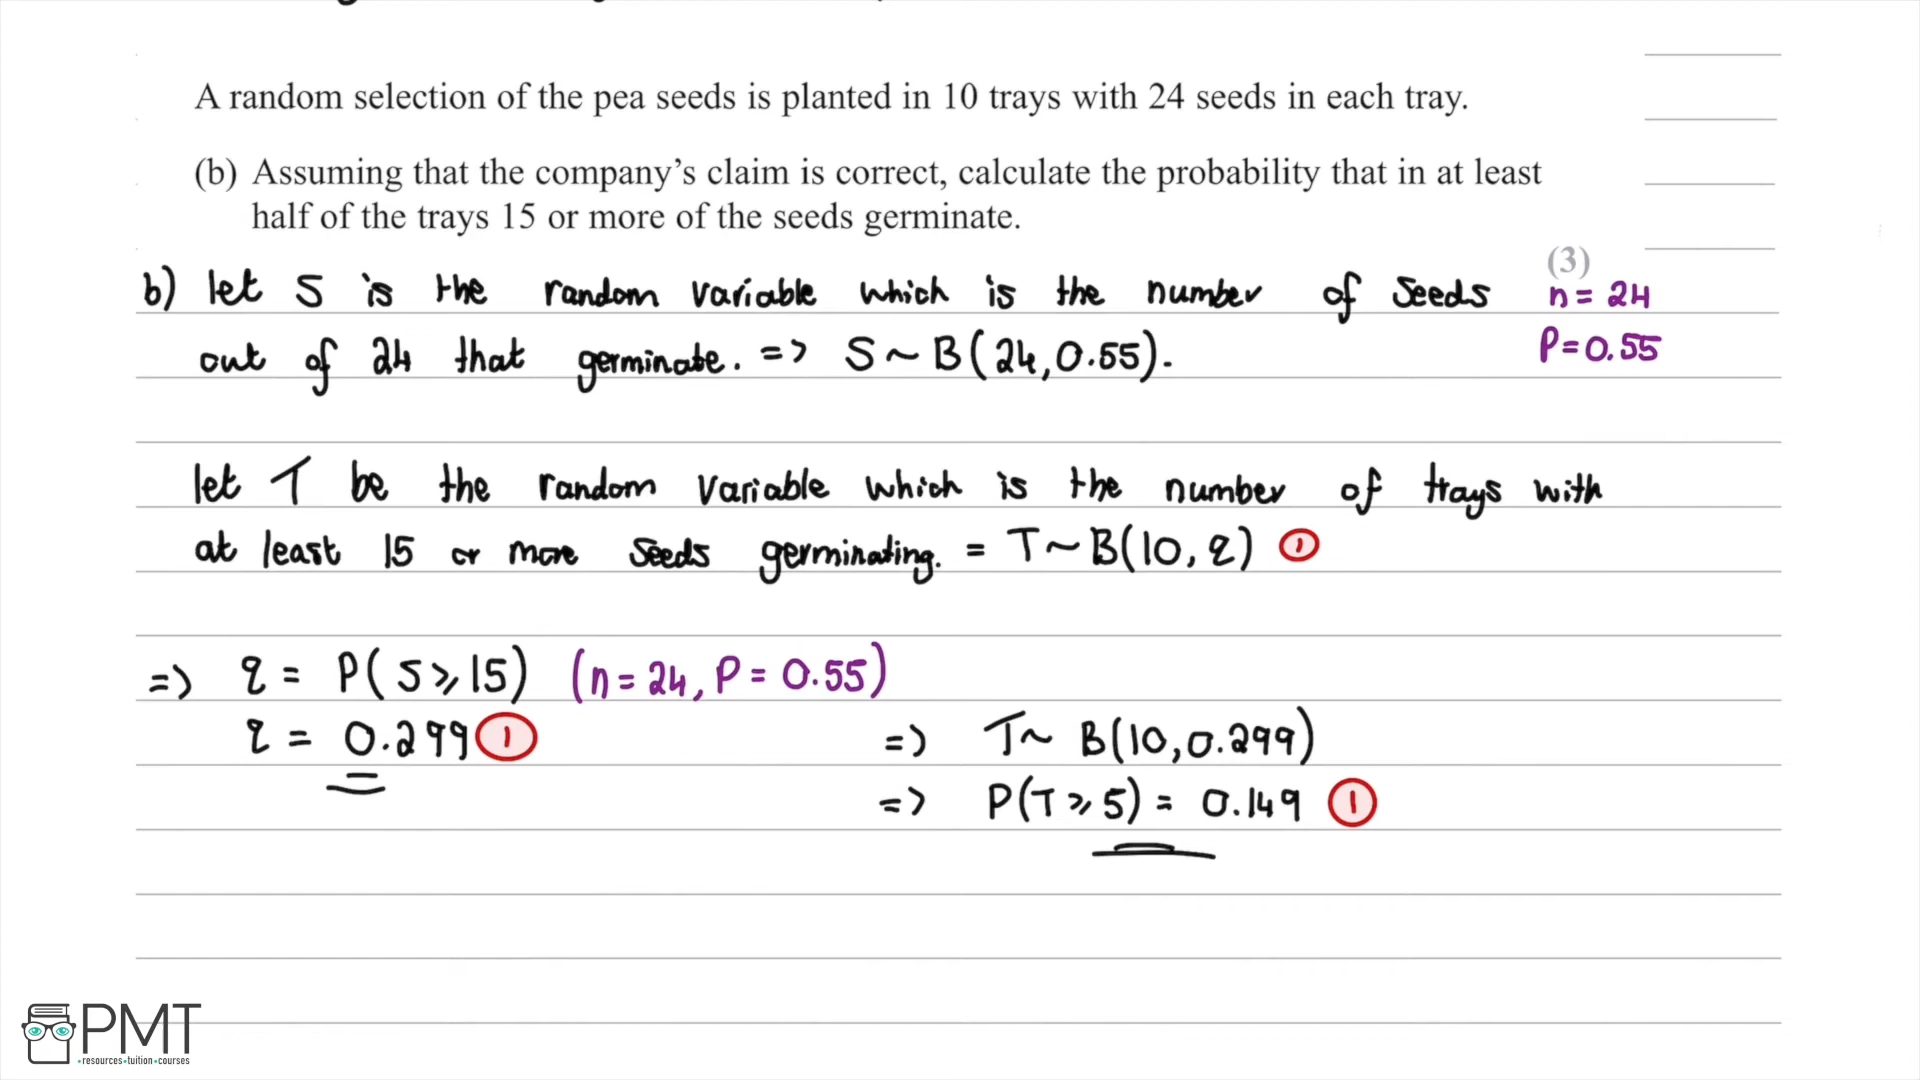 A random selection of the pea seeds is planted in 10 trays with 24 seeds in each tray.
(b) Assuming that the company's claim is correct, calculate the probability that in at least
half of the trays 15 or more of the seeds germinate.
(3)
b) let S is the random variable which is the number of seeds n = 24
out of 24 that germinate. => S ~ B(24, 0.55). P = 0.55
let T be the random variable which is the number of trays with
at least 15 or more seeds germinating. = T ~ B(10, q) 1
=> q = P(S ⩾ 15) (n = 24, P = 0.55)
q = 0.299 1
=> T ~ B(10, 0.299)
=> P(T ⩾ 5) = 0.149 1
PMT
•resources•tuition•courses